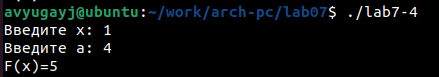 avyugayj@ubuntu:~/work/arch-pc/lab07$ ./lab7-4
Введите x: 1
Введите a: 4
F(x)=5